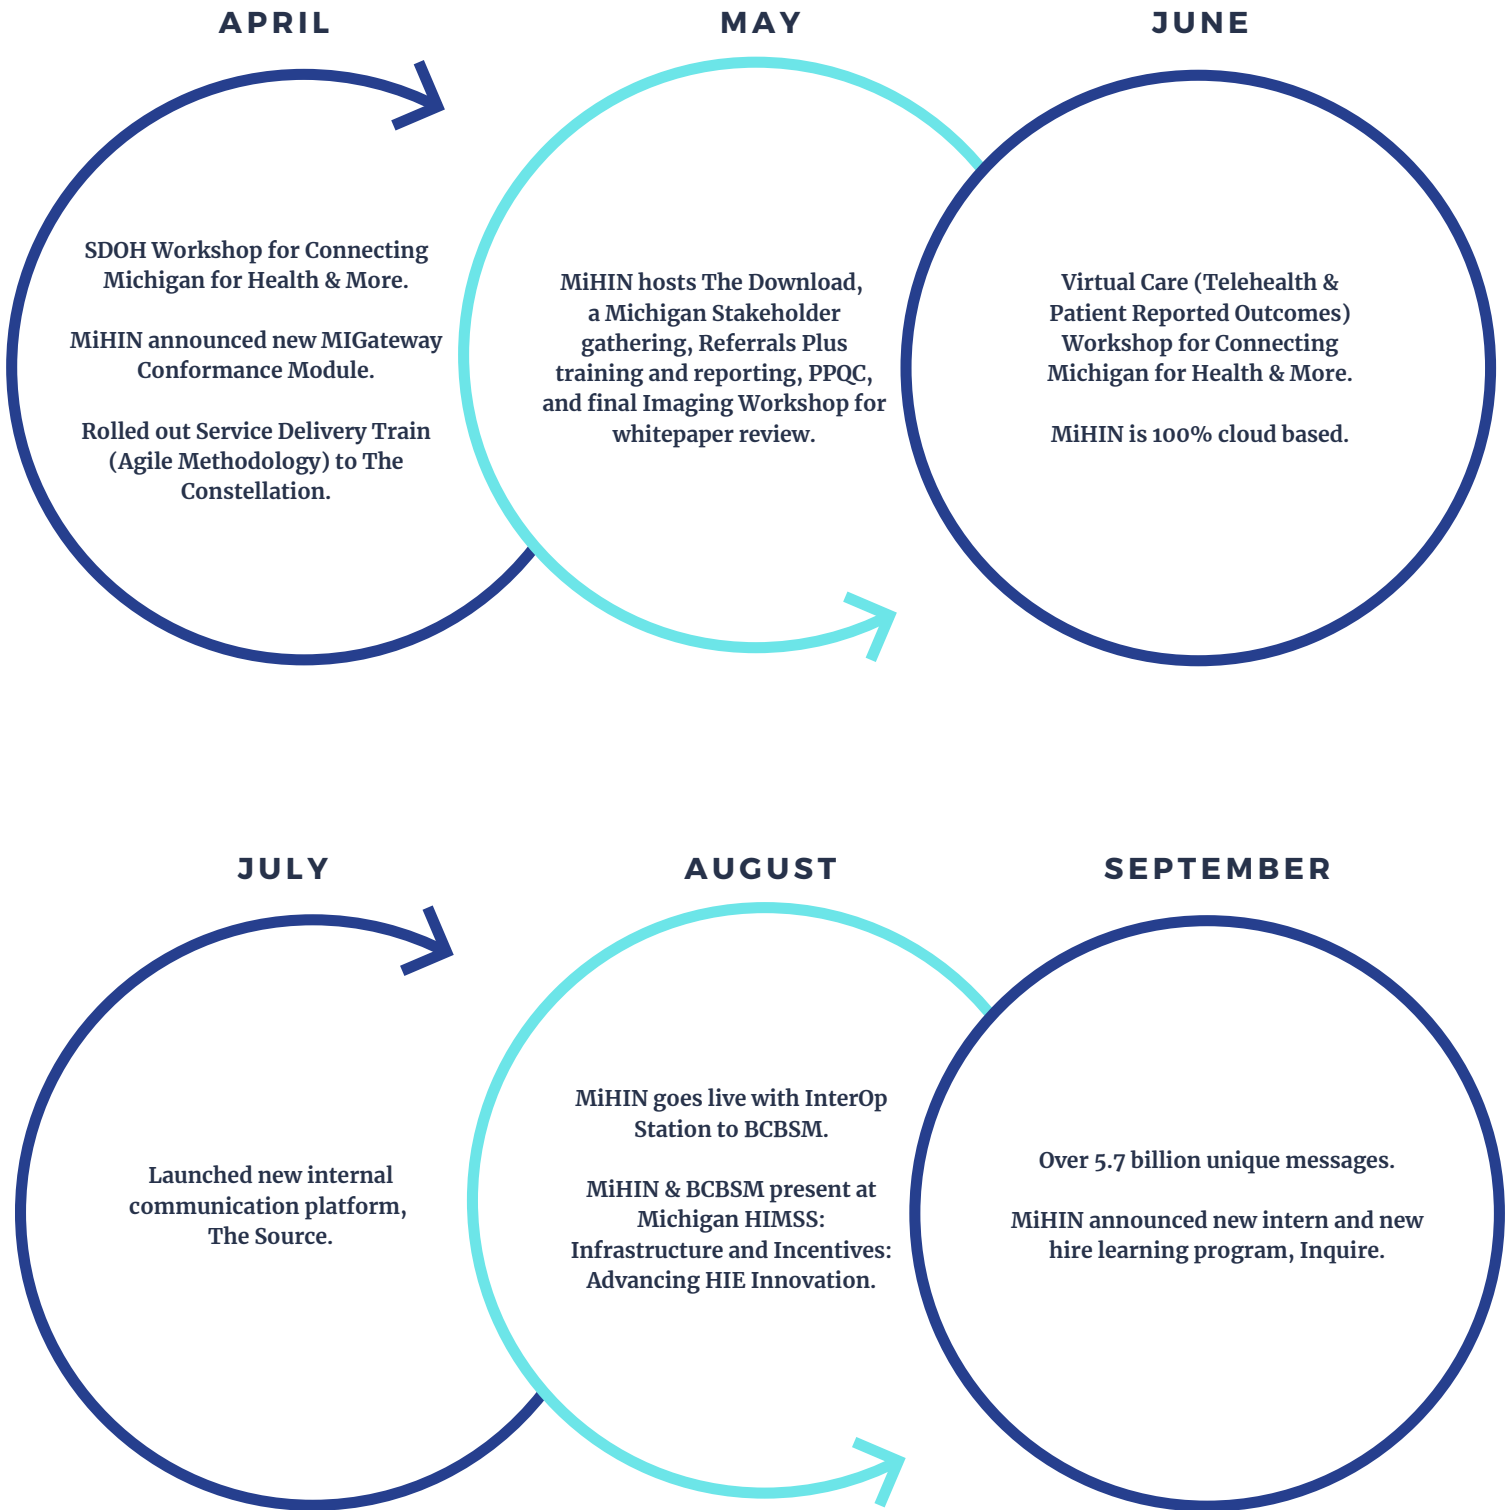 APRIL
MAY
JUNE
SDOH Workshop for Connecting
Michigan for Health & More.
MiHIN announced new MIGateway
Conformance Module.
Rolled out Service Delivery Train
(Agile Methodology) to The
Constellation.
MiHIN hosts The Download,
a Michigan Stakeholder
gathering, Referrals Plus
training and reporting, PPQC,
and final Imaging Workshop for
whitepaper review.
Virtual Care (Telehealth &
Patient Reported Outcomes)
Workshop for Connecting
Michigan for Health & More.
MiHIN is 100% cloud based.
JULY
AUGUST
SEPTEMBER
Launched new internal
communication platform,
The Source.
MiHIN goes live with InterOp
Station to BCBSM.
MiHIN & BCBSM present at
Michigan HIMSS:
Infrastructure and Incentives:
Advancing HIE Innovation.
Over 5.7 billion unique messages.
MiHIN announced new intern and new
hire learning program, Inquire.